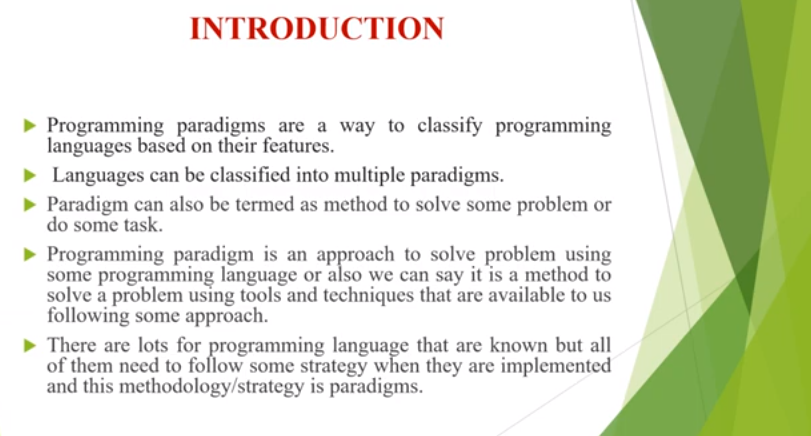 INTRODUCTION
Programming paradigms are a way to classify programming
languages based on their features.
Languages can be classified into multiple paradigms.
Paradigm can also be termed as method to solve some problem or
do some task.
Programming paradigm is an approach to solve problem using
some programming language or also we can say it is a method to
solve a problem using tools and techniques that are available to us
following some approach.
There are lots for programming language that are known but all
of them need to follow some strategy when they are implemented
and this methodology/strategy is paradigms.